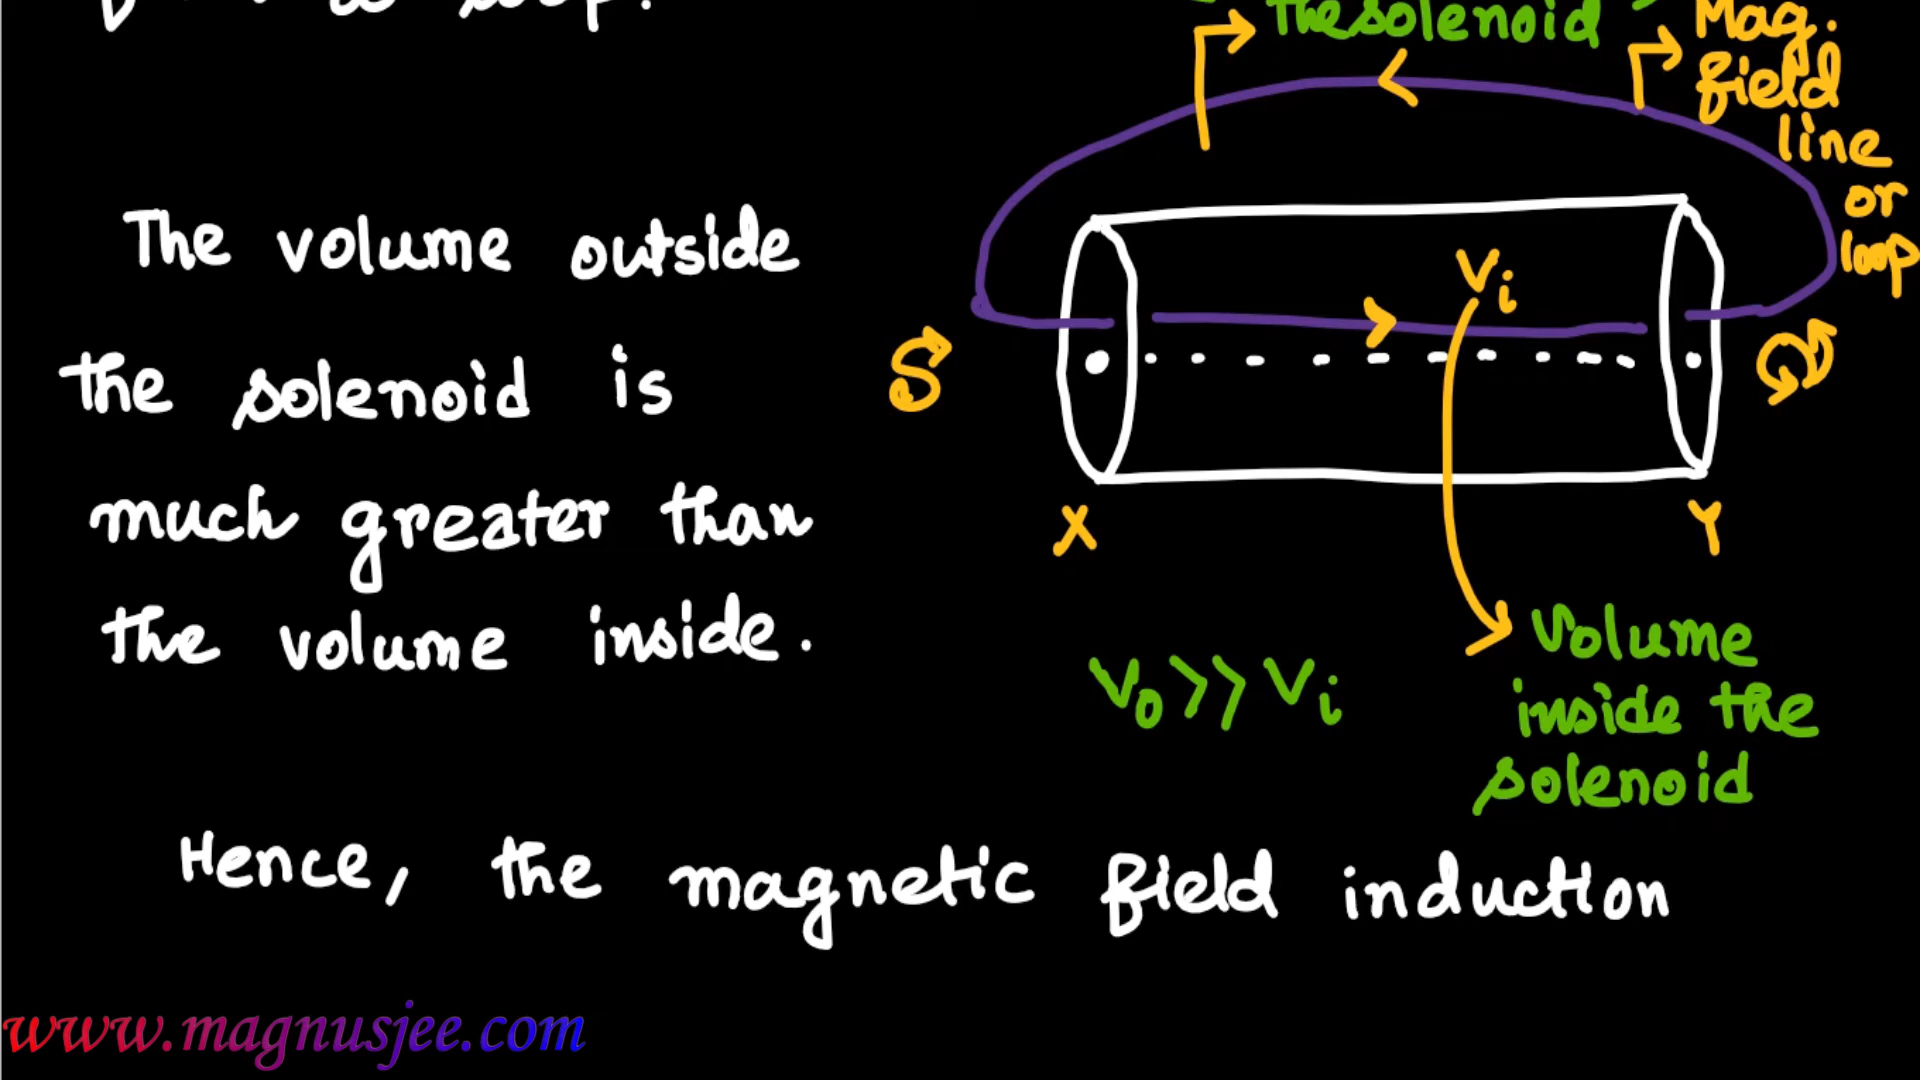 loop.
the solenoid
Mag.
field
line
or
loop
The volume outside
the solenoid is
much greater than
the volume inside.
Vi
S
N
X
Y
Vo >> Vi
Volume
inside the
solenoid
Hence, the magnetic field induction
www.magnusjee.com